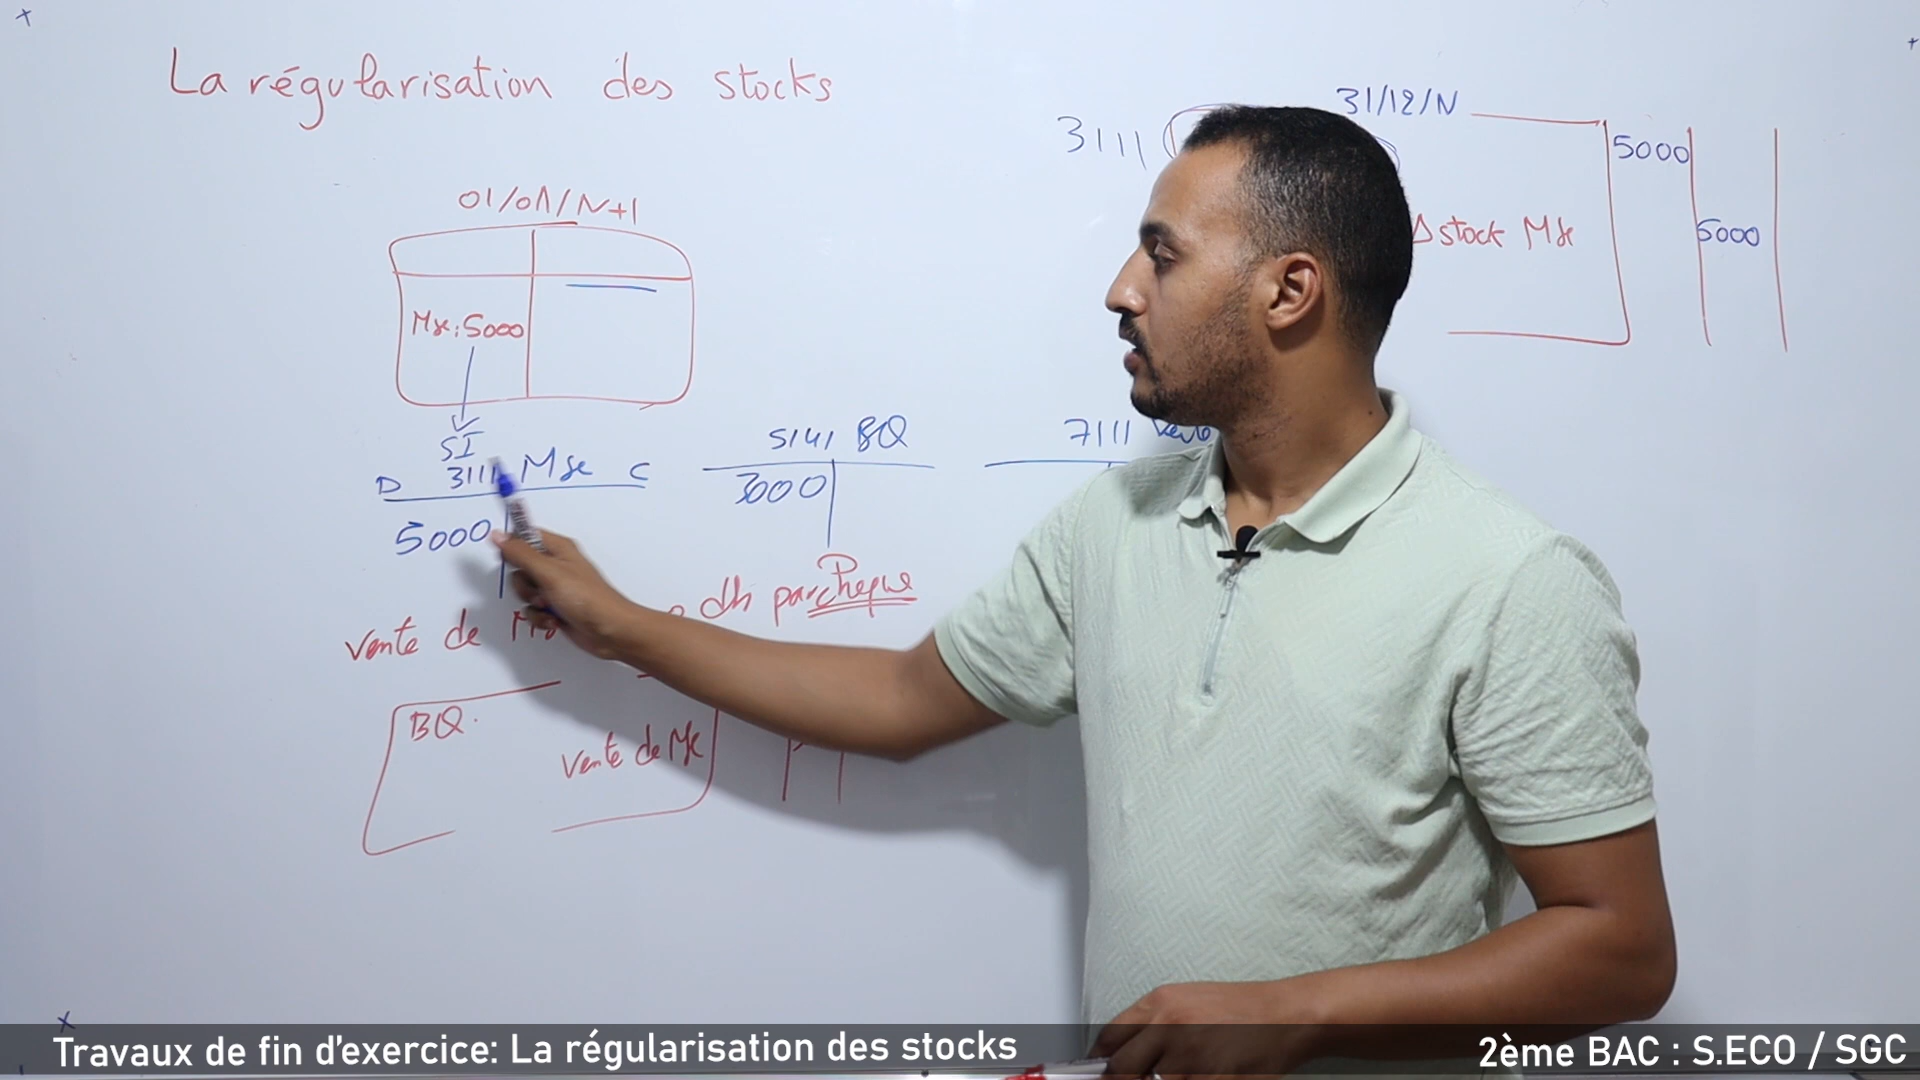 La régularisation des stocks
31/12/N
3111
5000
Δ stock Mse
5000
01/01/N+1
Mse: 5000
SI
D 3111 Mse C
5000
5141 BQ
3000
7111 Vente
vente de dh par chèque
BQ.
Vente de Mse
Travaux de fin d'exercice: La régularisation des stocks
2ème BAC : S.ECO / SGC